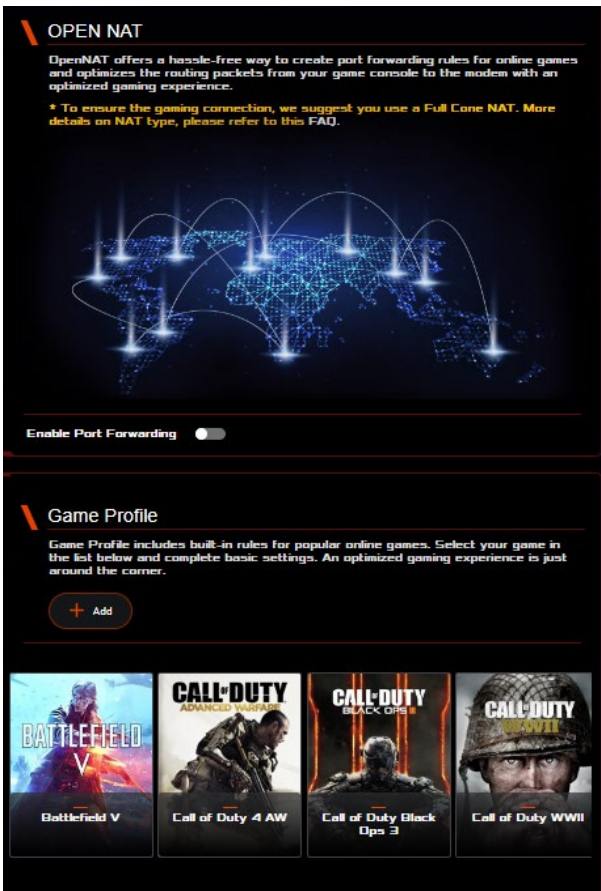 OPEN NAT
OpenNAT offers a hassle-free way to create port forwarding rules for online games
and optimizes the routing packets from your game console to the modem with an
optimized gaming experience.
* To ensure the gaming connection, we suggest you use a Full Cone NAT. More
details on NAT type, please refer to this FAQ.
Enable Port Forwarding
Game Profile
Game Profile includes built-in rules for popular online games. Select your game in
the list below and complete basic settings. An optimized gaming experience is just
around the corner.
+ Add
BATTLEFIELD
V
Battlefield V
CALL OF DUTY
ADVANCED WARFARE
Call of Duty 4 AW
CALL OF DUTY
BLACK OPS III
Call of Duty Black
Ops 3
CALL OF DUTY
WWII
Call of Duty WWII